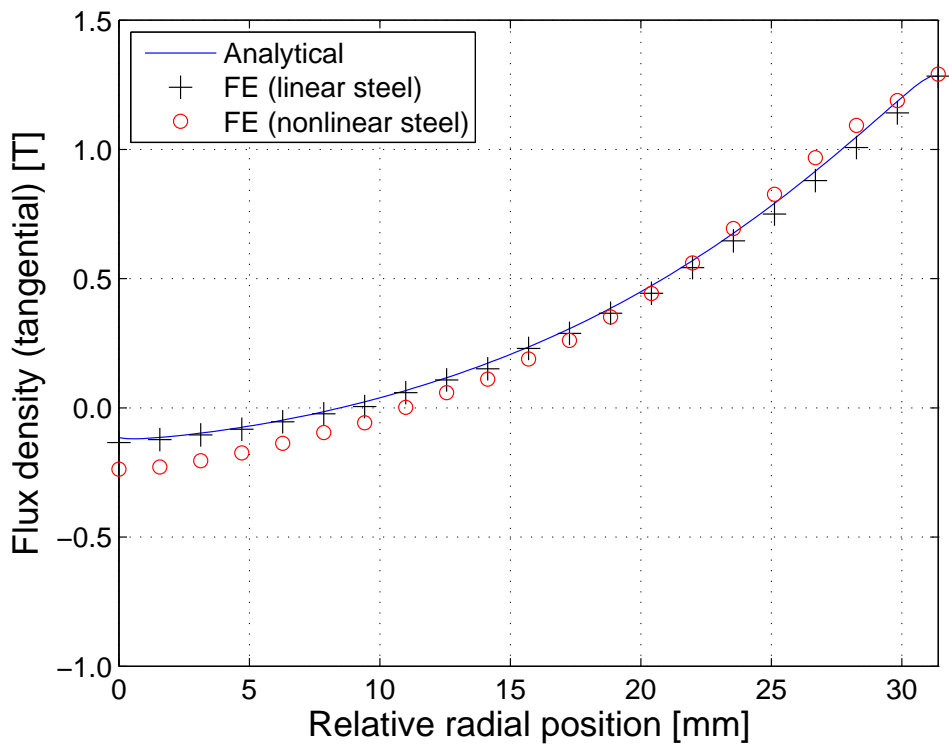 1.5
1.0
0.5
0.0
−0.5
−1.0
Flux density (tangential) [T]
Analytical
FE (linear steel)
FE (nonlinear steel)
0 5 10 15 20 25 30
Relative radial position [mm]